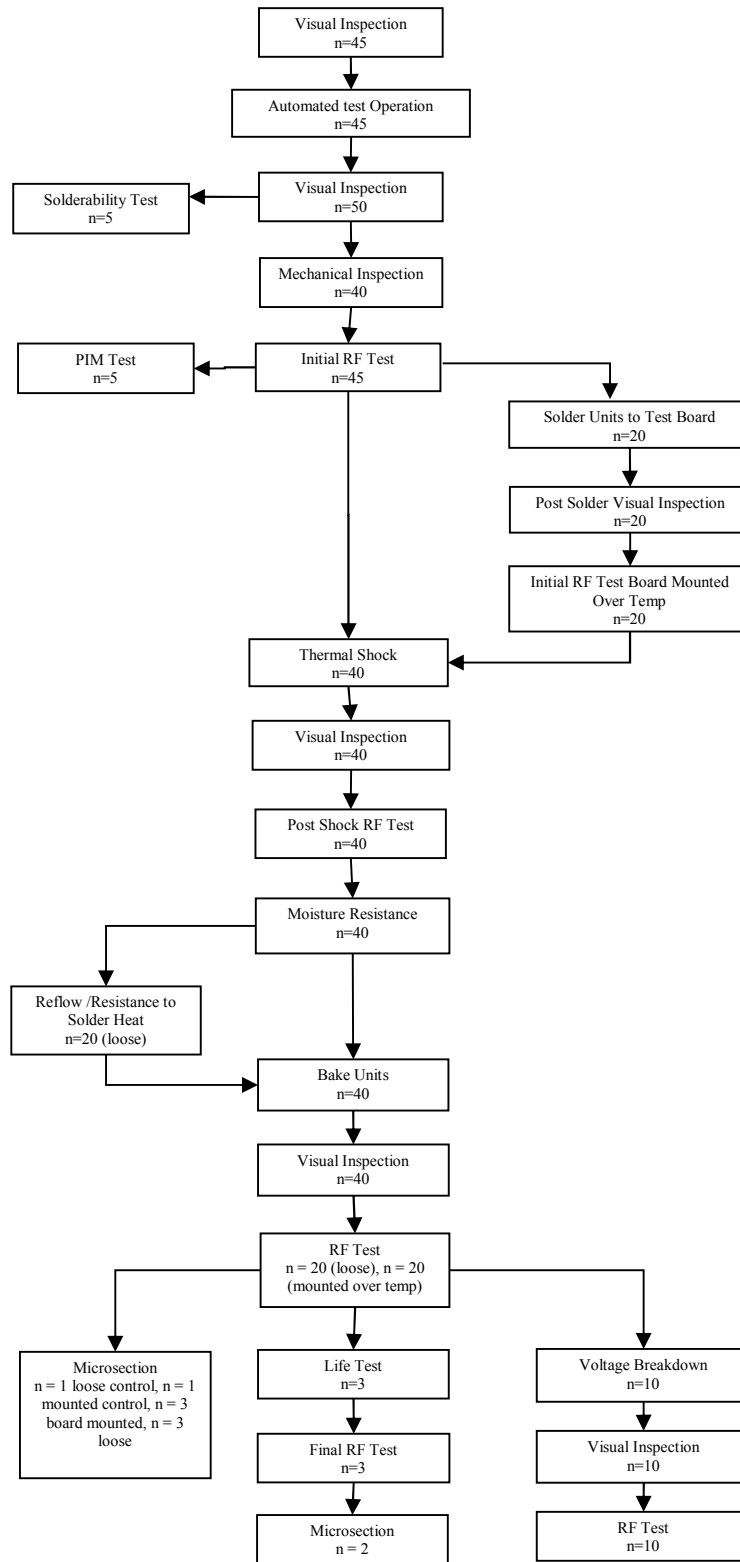 Visual Inspection
n=45
Automated test Operation
n=45
Solderability Test
n=5
Visual Inspection
n=50
Mechanical Inspection
n=40
PIM Test
n=5
Initial RF Test
n=45
Solder Units to Test Board
n=20
Post Solder Visual Inspection
n=20
Initial RF Test Board Mounted
Over Temp
n=20
Thermal Shock
n=40
Visual Inspection
n=40
Post Shock RF Test
n=40
Moisture Resistance
n=40
Reflow /Resistance to
Solder Heat
n=20 (loose)
Bake Units
n=40
Visual Inspection
n=40
RF Test
n = 20 (loose), n = 20
(mounted over temp)
Microsection
n = 1 loose control, n = 1
mounted control, n = 3
board mounted, n = 3
loose
Life Test
n=3
Final RF Test
n=3
Microsection
n = 2
Voltage Breakdown
n=10
Visual Inspection
n=10
RF Test
n=10